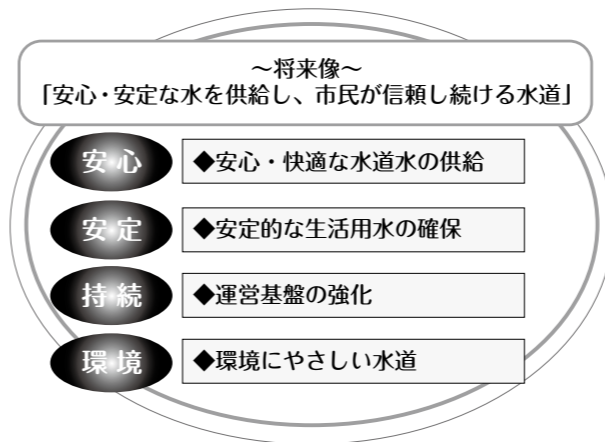 ～将来像～
「安心・安定な水を供給し、市民が信頼し続ける水道」
安心
◆安心・快適な水道水の供給
安定
◆安定的な生活用水の確保
持続
◆運営基盤の強化
環境
◆環境にやさしい水道